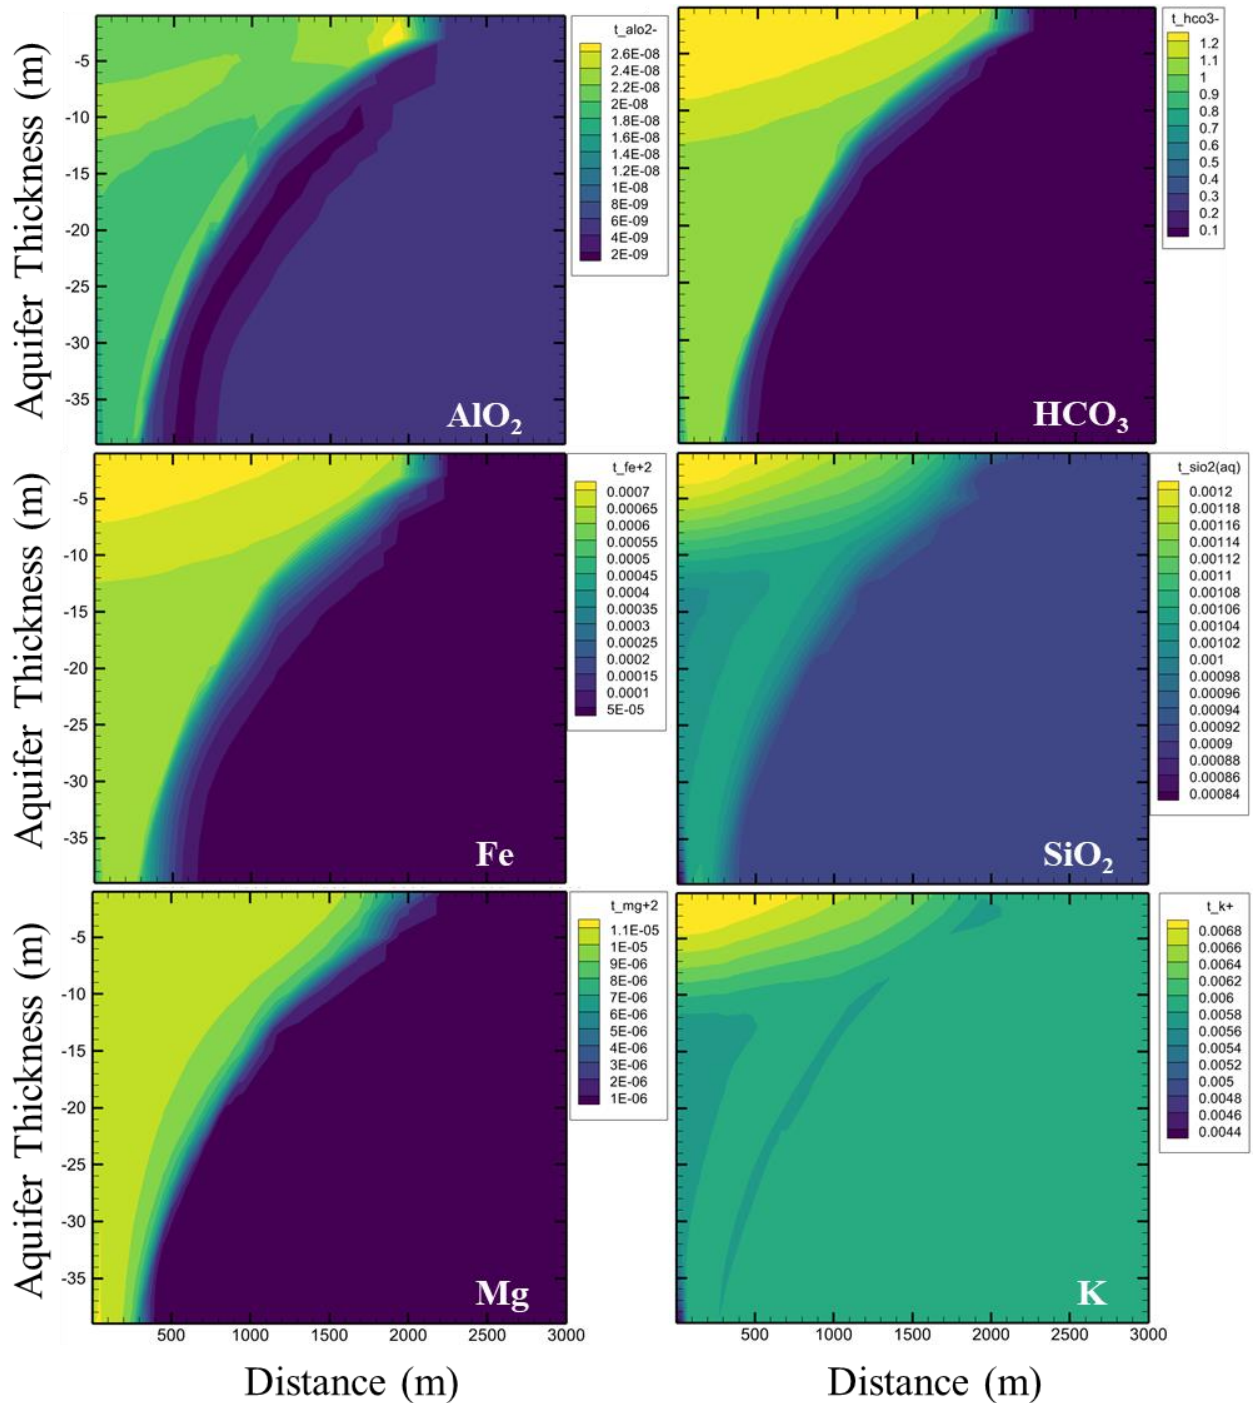 Aquifer Thickness (m)
-5
-10
-15
-20
-25
-30
-35
AlO2
t_alo2-
2.6E-08
2.4E-08
2.2E-08
2E-08
1.8E-08
1.6E-08
1.4E-08
1.2E-08
1E-08
8E-09
6E-09
4E-09
2E-09
HCO3
t_hco3-
1.2
1.1
1
0.9
0.8
0.7
0.6
0.5
0.4
0.3
0.2
0.1
Aquifer Thickness (m)
-5
-10
-15
-20
-25
-30
-35
Fe
t_fe+2
0.0007
0.00065
0.0006
0.00055
0.0005
0.00045
0.0004
0.00035
0.0003
0.00025
0.0002
0.00015
0.0001
5E-05
SiO2
t_sio2(aq)
0.0012
0.00118
0.00116
0.00114
0.00112
0.0011
0.00108
0.00106
0.00104
0.001
0.00098
0.00096
0.00094
0.00092
0.0009
0.00088
0.00086
0.00084
Aquifer Thickness (m)
-5
-10
-15
-20
-25
-30
-35
Mg
500 1000 1500 2000 2500 3000
Distance (m)
t_mg+2
1.1E-05
1E-05
9E-06
8E-06
7E-06
6E-06
5E-06
4E-06
3E-06
2E-06
1E-06
K
500 1000 1500 2000 2500 3000
Distance (m)
t_k+
0.0068
0.0066
0.0064
0.0062
0.006
0.0058
0.0056
0.0054
0.005
0.0048
0.0046
0.0044